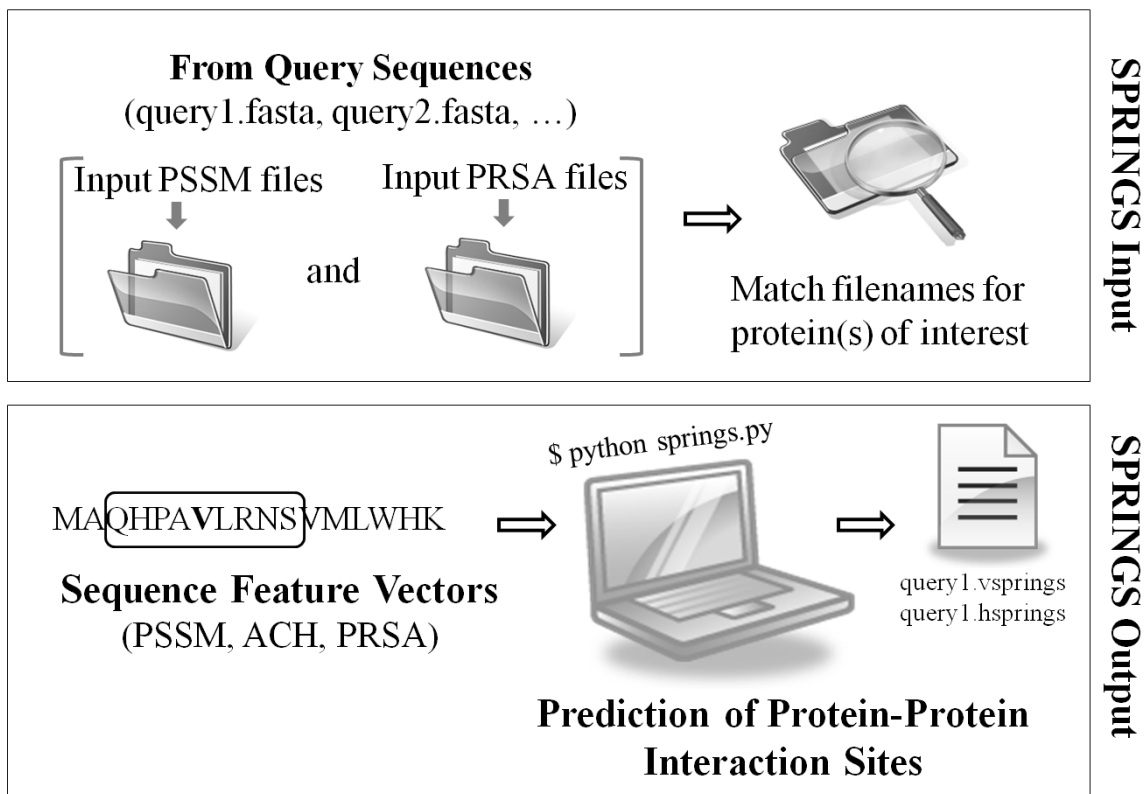 From Query Sequences
(query1.fasta, query2.fasta, …)
Input PSSM files
Input PRSA files
and
Match filenames for
protein(s) of interest
SPRINGS Input
$ python springs.py
MAQHPAVLRNSVMLWHK
Sequence Feature Vectors
(PSSM, ACH, PRSA)
query1.vsprings
query1.hsprings
Prediction of Protein-Protein
Interaction Sites
SPRINGS Output